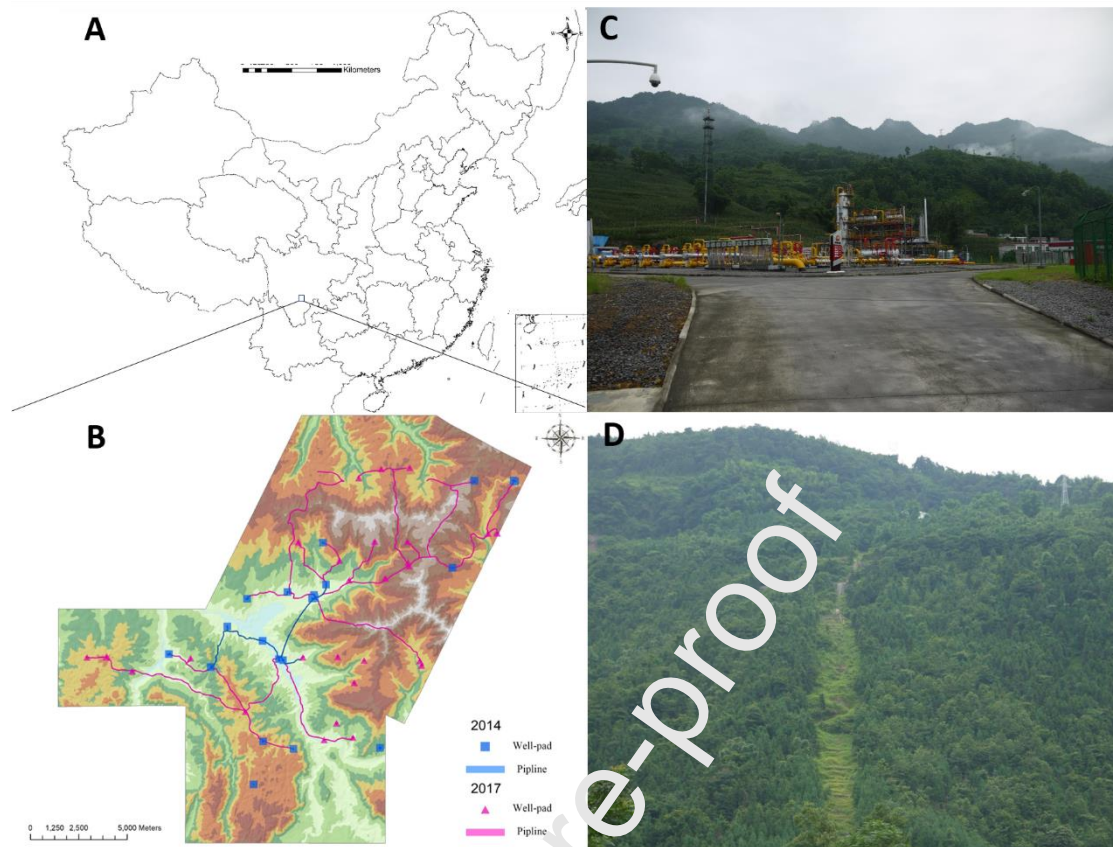 A
Kilometers
C
B
D
2014
Well-pad
Pipline
2017
Well-pad
Pipline
0 1,250 2,500 5,000 Meters
re-proof